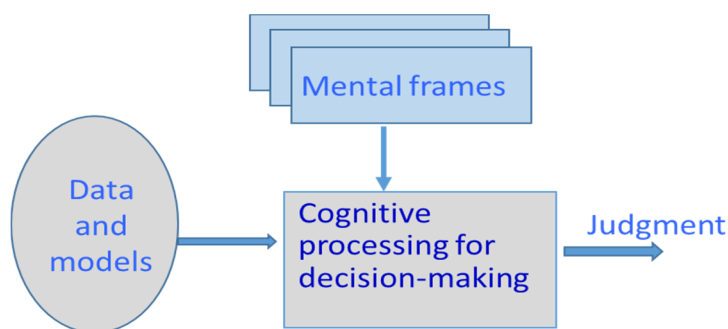 Mental frames
Data
and
models
Cognitive
processing for
decision-making
Judgment